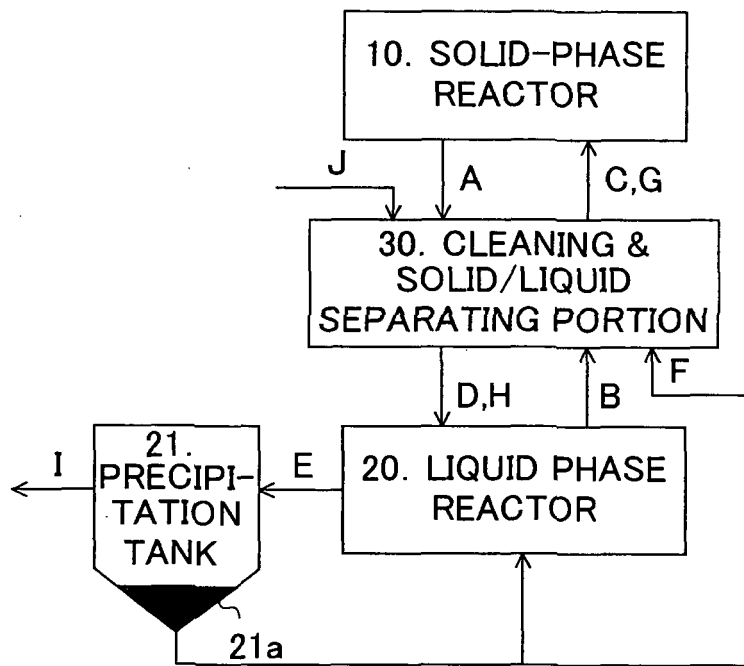 10. SOLID-PHASE
REACTOR
J
A
C,G
30. CLEANING &
SOLID/LIQUID
SEPARATING PORTION
D,H
B
F
I
21.
PRECIPI-
TATION
TANK
E
20. LIQUID PHASE
REACTOR
21a